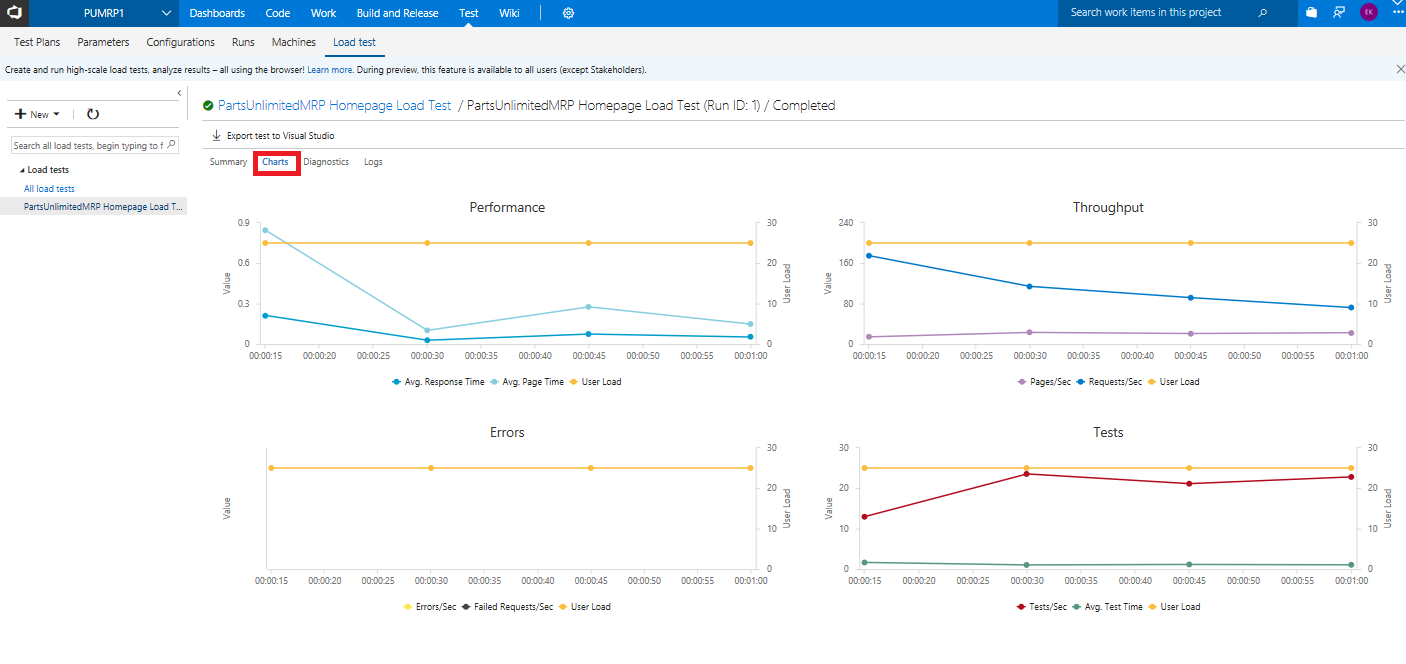 PUMRP1 Dashboards Code Work Build and Release Test Wiki Search work items in this project EK
Test Plans Parameters Configurations Runs Machines Load test
Create and run high-scale load tests, analyze results – all using the browser! Learn more. During preview, this feature is available to all users (except Stakeholders).
PartsUnlimitedMRP Homepage Load Test / PartsUnlimitedMRP Homepage Load Test (Run ID: 1) / Completed
New
Export test to Visual Studio
Search all load tests, begin typing to f
Summary Charts Diagnostics Logs
Load tests
All load tests
PartsUnlimitedMRP Homepage Load T...
Performance
0.9 30
0.6 20
0.3 10
0 0
Value
User Load
00:00:15 00:00:20 00:00:25 00:00:30 00:00:35 00:00:40 00:00:45 00:00:50 00:00:55 00:01:00
Avg. Response Time Avg. Page Time User Load
Throughput
240 30
160 20
80 10
0 0
Value
User Load
00:00:15 00:00:20 00:00:25 00:00:30 00:00:35 00:00:40 00:00:45 00:00:50 00:00:55 00:01:00
Pages/Sec Requests/Sec User Load
Errors
30
20
10
0
Value
User Load
00:00:15 00:00:20 00:00:25 00:00:30 00:00:35 00:00:40 00:00:45 00:00:50 00:00:55 00:01:00
Errors/Sec Failed Requests/Sec User Load
Tests
30 30
20 20
10 10
0 0
Value
User Load
00:00:15 00:00:20 00:00:25 00:00:30 00:00:35 00:00:40 00:00:45 00:00:50 00:00:55 00:01:00
Tests/Sec Avg. Test Time User Load